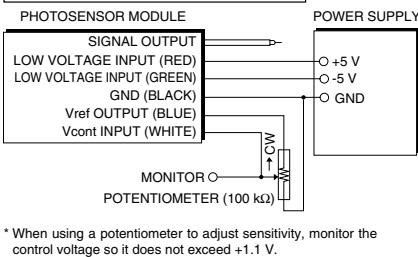 PHOTOSENSOR MODULE
POWER SUPPLY
SIGNAL OUTPUT
LOW VOLTAGE INPUT (RED)
LOW VOLTAGE INPUT (GREEN)
GND (BLACK)
Vref OUTPUT (BLUE)
Vcont INPUT (WHITE)
+5 V
-5 V
GND
CW
MONITOR
POTENTIOMETER (100 kΩ)
* When using a potentiometer to adjust sensitivity, monitor the
control voltage so it does not exceed +1.1 V.